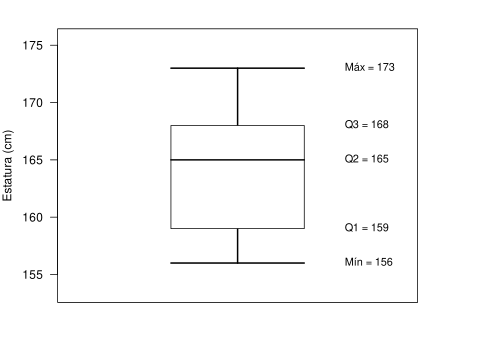 Estatura (cm)
175
170
165
160
155
Máx = 173
Q3 = 168
Q2 = 165
Q1 = 159
Mín = 156